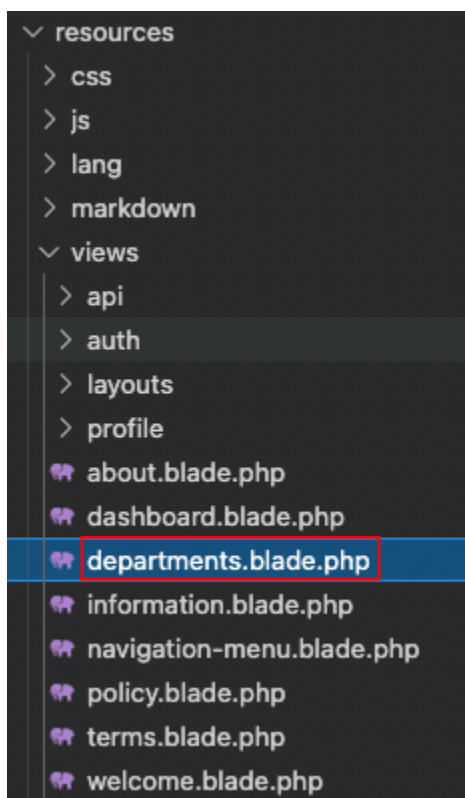 resources
css
js
lang
markdown
views
api
auth
layouts
profile
about.blade.php
dashboard.blade.php
departments.blade.php
information.blade.php
navigation-menu.blade.php
policy.blade.php
terms.blade.php
welcome.blade.php